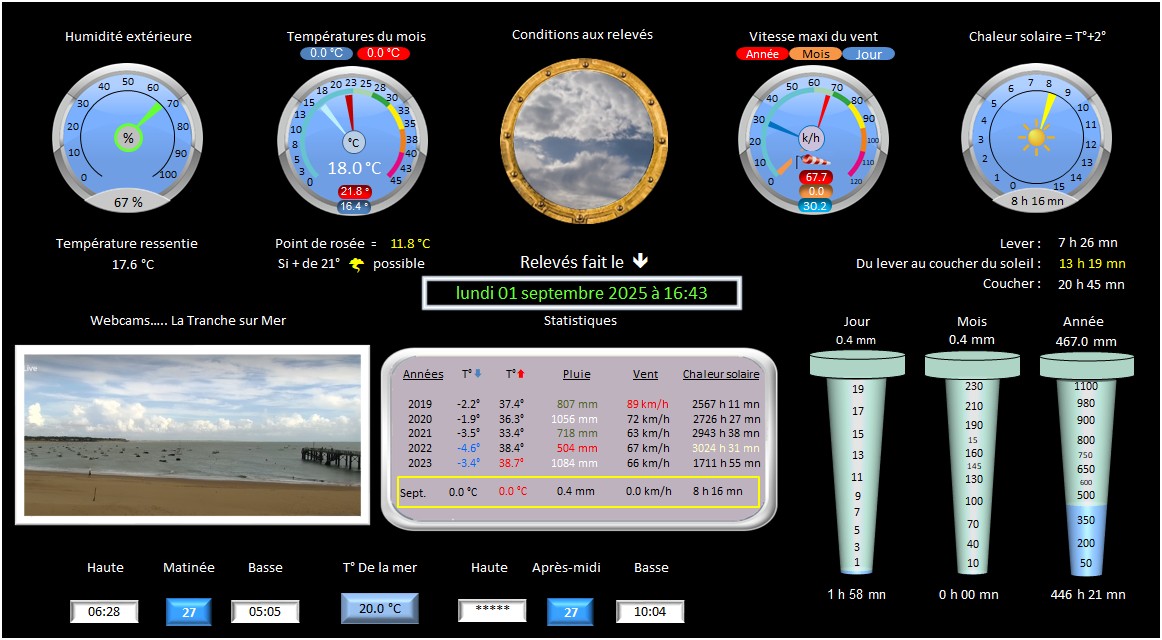 Humidité extérieure
Températures du mois
Conditions aux relevés
Vitesse maxi du vent
Chaleur solaire = T°+2°
0.0 °C 0.0 °C
Année Mois Jour
0 10 20 30 40 50 60 70 80 90 100
%
67 %
0 3 5 8 10 13 15 18 20 23 25 28 30 33 35 38 40 43 45
°C
18.0 °C
21.8 °
16.4 °
0 10 20 30 40 50 60 70 80 90 100 110 120
k/h
67.7
0.0
30.2
0 1 2 3 4 5 6 7 8 9 10 11 12 13 14 15
8 h 16 mn
Température ressentie
17.6 °C
Point de rosée = 11.8 °C
Si + de 21° possible
Relevés fait le
lundi 01 septembre 2025 à 16:43
Lever : 7 h 26 mn
Du lever au coucher du soleil : 13 h 19 mn
Coucher : 20 h 45 mn
Webcams..... La Tranche sur Mer
Live
Statistiques
Années T° T° Pluie Vent Chaleur solaire
2019 -2.2° 37.4° 807 mm 89 km/h 2567 h 11 mn
2020 -1.9° 36.3° 1056 mm 72 km/h 2726 h 27 mn
2021 -3.5° 33.4° 718 mm 63 km/h 2943 h 38 mn
2022 -4.6° 38.4° 504 mm 67 km/h 3024 h 31 mn
2023 -3.4° 38.7° 1084 mm 66 km/h 1711 h 55 mn
Sept. 0.0 °C 0.0 °C 0.4 mm 0.0 km/h 8 h 16 mn
Jour
0.4 mm
19
17
15
13
11
9
7
5
3
1
1 h 58 mn
Mois
0.4 mm
230
210
190
15
160
145
130
100
70
40
10
0 h 00 mn
Année
467.0 mm
1100
980
900
800
750
650
600
500
350
200
50
446 h 21 mn
Haute Matinée Basse T° De la mer Haute Après-midi Basse
06:28 27 05:05 20.0 °C ***** 27 10:04